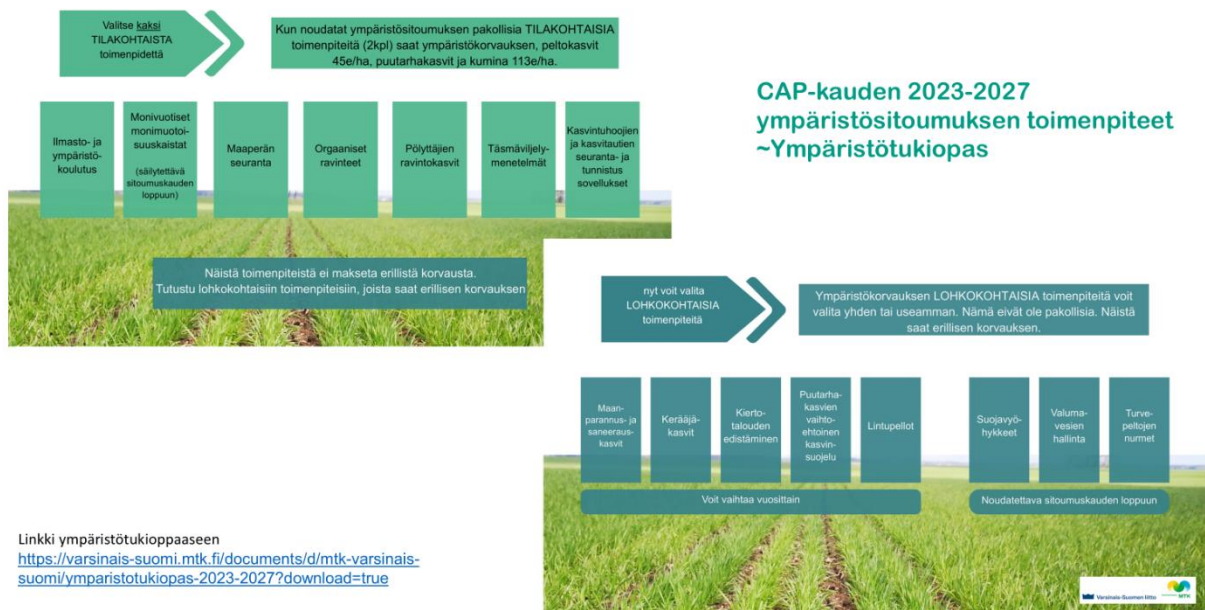 Valitse kaksi
TILAKOHTAISTA
toimenpidettä
Kun noudatat ympäristösitoumuksen pakollisia TILAKOHTAISIA
toimenpiteitä (2kpl) saat ympäristökorvauksen, peltokasvit
45e/ha, puutarhakasvit ja kumina 113e/ha.
Ilmasto- ja
ympäristö-
koulutus
Monivuotiset
monimuotoi-
suuskaistat
(säilytettävä
sitoumuskauden
loppuun)
Maaperän
seuranta
Orgaaniset
ravinteet
Pölyttäjien
ravintokasvit
Täsmäviljely-
menetelmät
Kasvintuhoojien
ja kasvitautien
seuranta- ja
tunnistus
sovellukset
Näistä toimenpiteistä ei makseta erillistä korvausta.
Tutustu lohkokohtaisiin toimenpiteisiin, joista saat erillisen korvauksen
CAP-kauden 2023-2027
ympäristösitoumuksen toimenpiteet
~Ympäristötukiopas
nyt voit valita
LOHKOKOHTAISIA
toimenpiteitä
Ympäristökorvauksen LOHKOKOHTAISIA toimenpiteitä voit
valita yhden tai useamman. Nämä eivät ole pakollisia. Näistä
saat erillisen korvauksen.
Maan-
parannus- ja
saneeraus-
kasvit
Kerääjä-
kasvit
Kierto-
talouden
edistäminen
Puutarha-
kasvien
vaihto-
ehtoinen
kasvin-
suojelu
Lintupellot
Suojavyö-
hykkeet
Valuma-
vesien
hallinta
Turve-
peltojen
nurmet
Voit vaihtaa vuosittain
Noudatettava sitoumuskauden loppuun
Linkki ympäristötukioppaaseen
https://varsinais-suomi.mtk.fi/documents/d/mtk-varsinais-
suomi/ymparistotukiopas-2023-2027?download=true
Varsinais-Suomen liitto
MTK